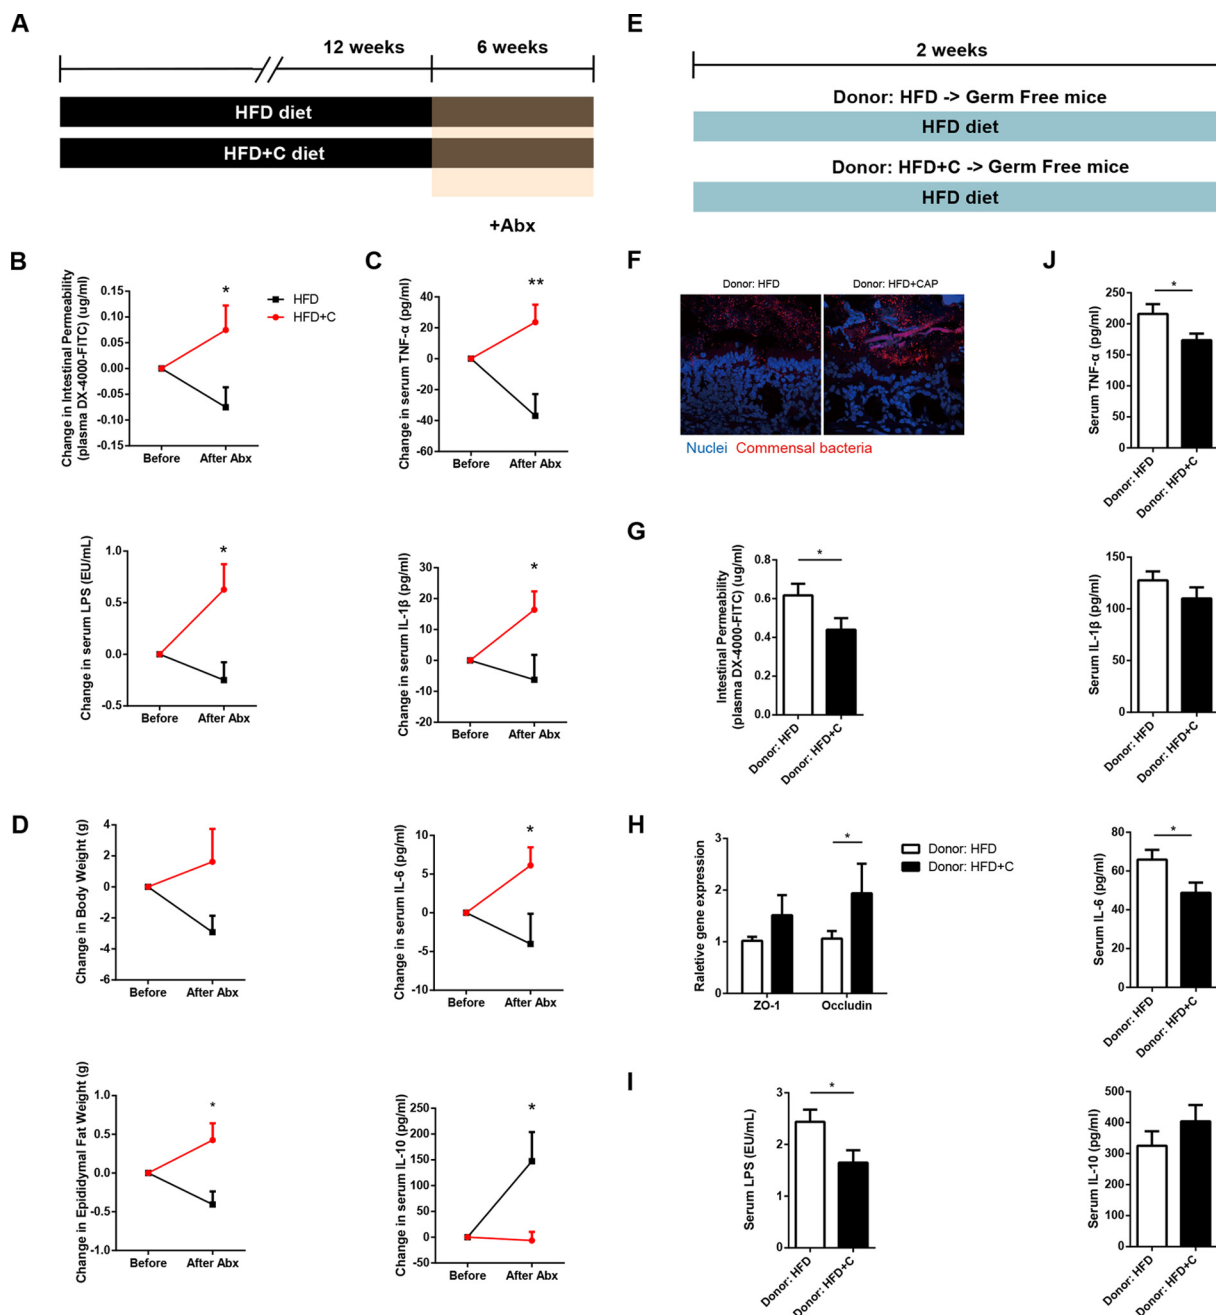 A
12 weeks
6 weeks
HFD diet
HFD+C diet
+Abx
E
2 weeks
Donor: HFD -> Germ Free mice
HFD diet
Donor: HFD+C -> Germ Free mice
HFD diet
B
Change in Intestinal Permeability
(plasma DX-4000-FITC) (ug/ml)
0.15
0.10
0.05
0.00
-0.05
-0.10
-0.15
*
Before
After Abx
HFD
HFD+C
Change in serum LPS (EU/mL)
1.0
0.5
0.0
-0.5
*
Before
After Abx
C
Change in serum TNF-α (pg/ml)
40
20
0
-20
-40
-60
**
Before
After Abx
Change in serum IL-1β (pg/ml)
30
20
10
0
-10
-20
*
Before
After Abx
D
Change in Body Weight (g)
4
2
0
-2
-4
-6
Before
After Abx
Change in serum IL-6 (pg/ml)
10
5
0
-5
-10
*
Before
After Abx
Change in Epididymal Fat Weight (g)
1.0
0.5
0.0
-0.5
-1.0
*
Before
After Abx
Change in serum IL-10 (pg/ml)
250
200
150
100
50
0
-50
*
Before
After Abx
F
Donor: HFD
Donor: HFD+CAP
Nuclei Commensal bacteria
G
Intestinal Permeability
(plasma DX-4000-FITC) (ug/ml)
0.8
0.6
0.4
0.2
0.0
*
Donor: HFD
Donor: HFD+C
H
Raletive gene expression
3
2
1
0
*
ZO-1
Occludin
Donor: HFD
Donor: HFD+C
I
Serum LPS (EU/mL)
3
2
1
0
*
Donor: HFD
Donor: HFD+C
J
Serum TNF-α (pg/ml)
250
200
150
100
50
0
*
Donor: HFD
Donor: HFD+C
Serum IL-1β (pg/ml)
150
100
50
0
Donor: HFD
Donor: HFD+C
Serum IL-6 (pg/ml)
80
60
40
20
0
*
Donor: HFD
Donor: HFD+C
Serum IL-10 (pg/ml)
500
400
300
200
100
0
Donor: HFD
Donor: HFD+C